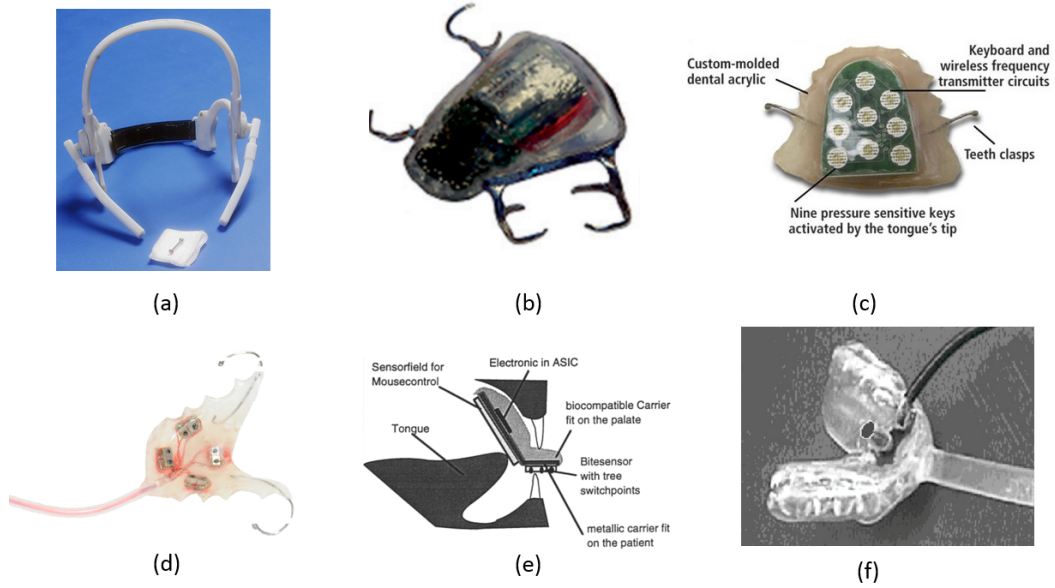 Custom-molded
dental acrylic
Keyboard and
wireless frequency
transmitter circuits
Teeth clasps
Nine pressure sensitive keys
activated by the tongue's tip
(a)
(b)
(c)
Sensorfield for
Mousecontrol
Electronic in ASIC
Tongue
biocompatible Carrier
fit on the palate
Bitesensor
with tree
switchpoints
metallic carrier fit
on the patient
(d)
(e)
(f)